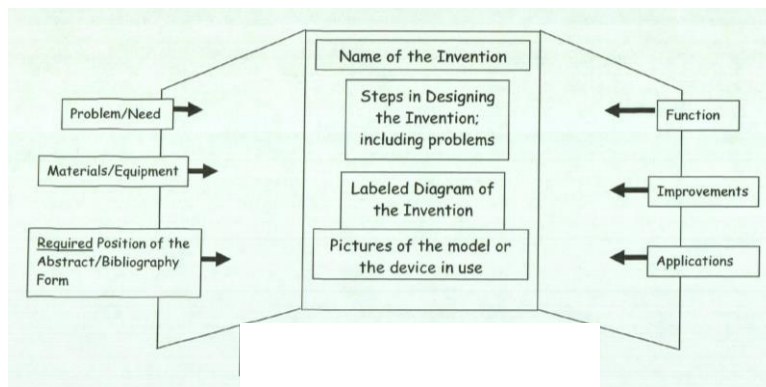 Name of the Invention
Steps in Designing
the Invention;
including problems
Labeled Diagram of
the Invention
Pictures of the model or
the device in use
Problem/Need
Materials/Equipment
Required Position of the
Abstract/Bibliography
Form
Function
Improvements
Applications